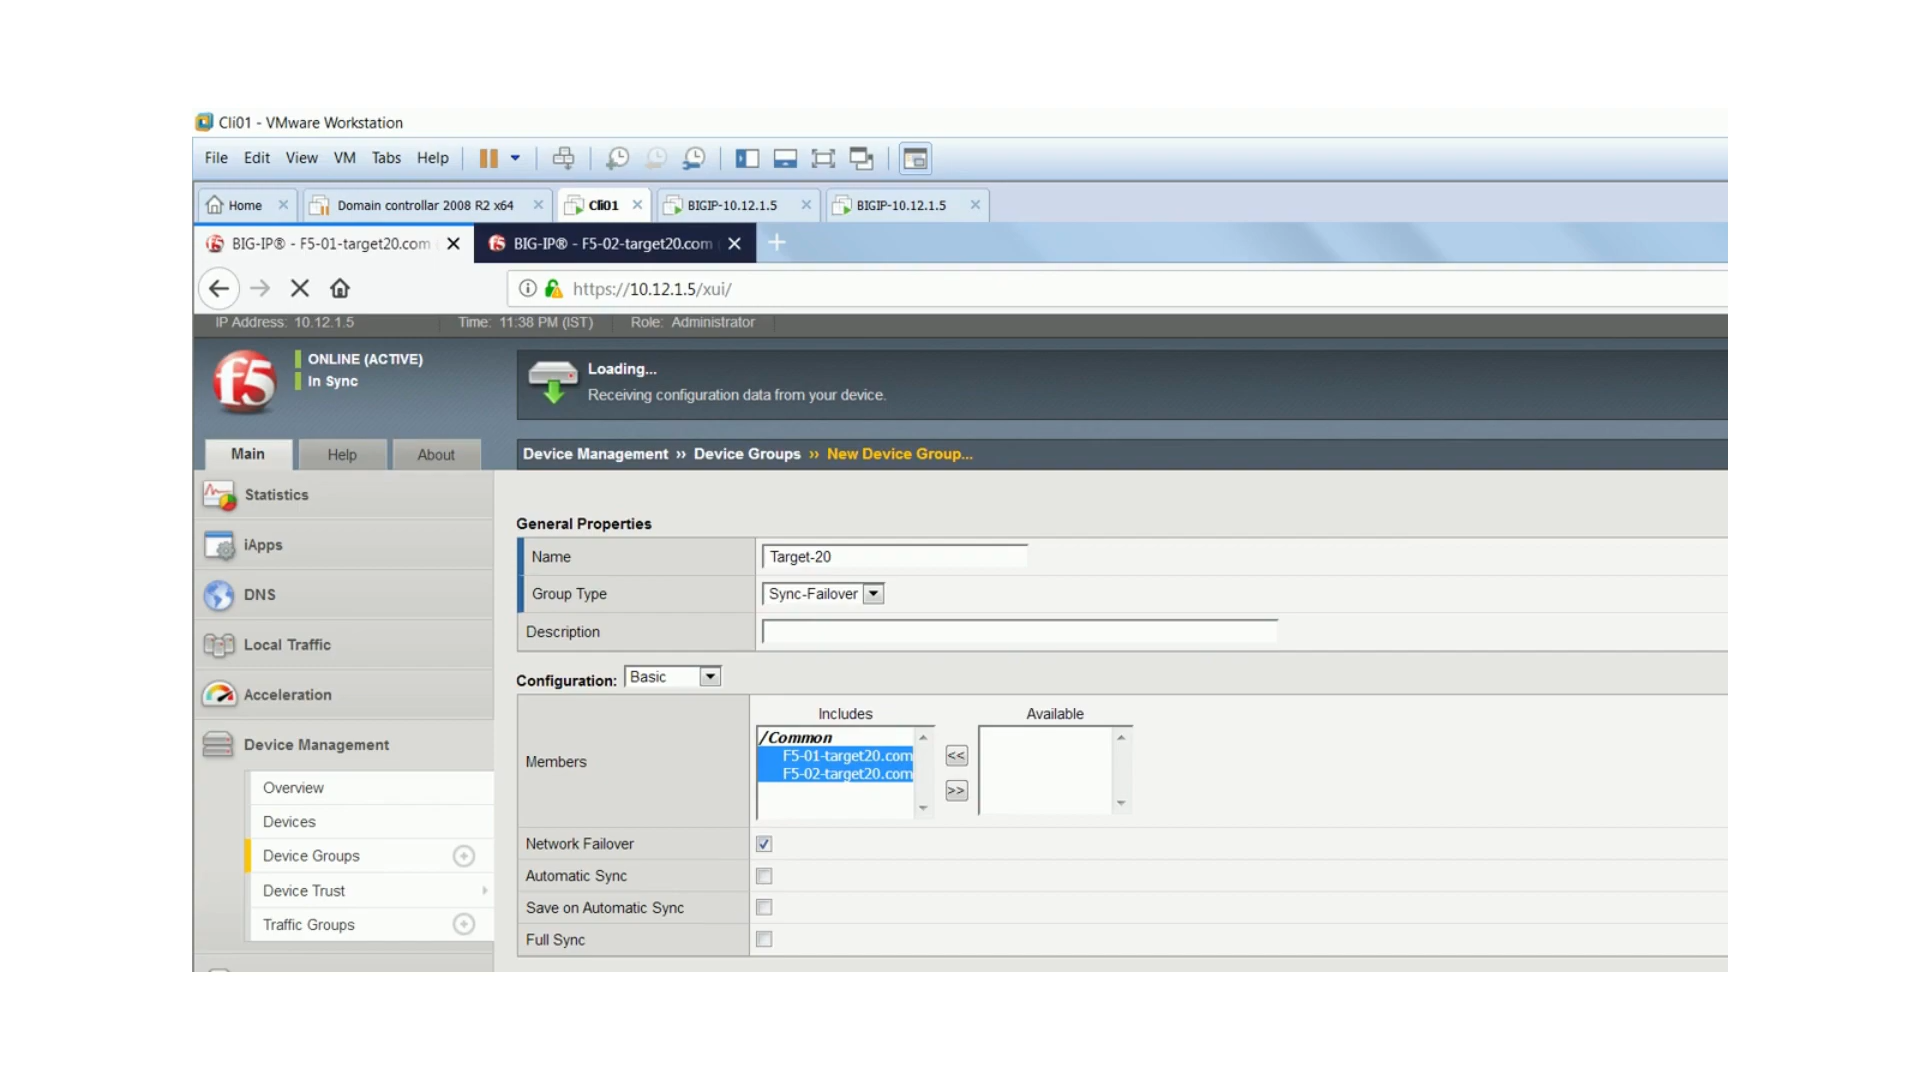 Cli01 - VMware Workstation
File Edit View VM Tabs Help
Home Domain controllar 2008 R2 x64 Cli01 BIGIP-10.12.1.5 BIGIP-10.12.1.5
BIG-IP® - F5-01-target20.com BIG-IP® - F5-02-target20.com
https://10.12.1.5/xui/
IP Address: 10.12.1.5 Time: 11:38 PM (IST) Role: Administrator
f5
ONLINE (ACTIVE)
In Sync
Loading...
Receiving configuration data from your device.
Main Help About
Device Management ›› Device Groups ›› New Device Group...
Statistics
iApps
DNS
Local Traffic
Acceleration
Device Management
Overview
Devices
Device Groups
Device Trust
Traffic Groups
General Properties
Name Target-20
Group Type Sync-Failover
Description
Configuration: Basic
Includes Available
Members
/Common
F5-01-target20.com
F5-02-target20.com
<<
>>
Network Failover
Automatic Sync
Save on Automatic Sync
Full Sync